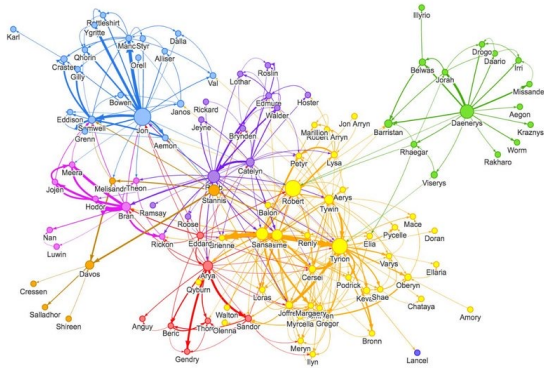 Illyrio
Rattleshirt
Ygritte
Karl
ManceStyr
Dalla
Drogo
Qhorin
Daario
Alliser
Craster
Orell
Belwas
Irri
Gilly
Roslin
Jorah
Val
Lothar
Missandei
Bowen
Edmure
Hoster
Eddison
Janos
Rickard
Walder
Aegon
Samwell
Jon
Daenerys
Jeyne
Brynden
Marillion
Jon Arryn
Barristan
Kraznys
Grenn
Aemon
Robert Arryn
Worm
Rhaegar
Petyr
Lysa
Rakharo
Meera
Catelyn
Melisandre
Theon
Viserys
Jojen
Stannis
Robert
Aerys
Hodor
Bran
Ramsay
Balon
Tywin
Roose
Mace
Nan
Rickon
Eddard
Brienne
Sansa
Jaime
Renly
Elia
Pycelle
Doran
Luwin
Tyrion
Davos
Arya
Varys
Cersei
Ellaria
Qyburn
Podrick
Oberyn
Cressen
Loras
Shae
Chataya
Salladhor
Walton
Margaery
Amory
Shireen
Anguy
Thoros
Olenna
Sandor
Myrcella
Gregor
Beric
Bronn
Meryn
Gendry
Ilyn
Lancel